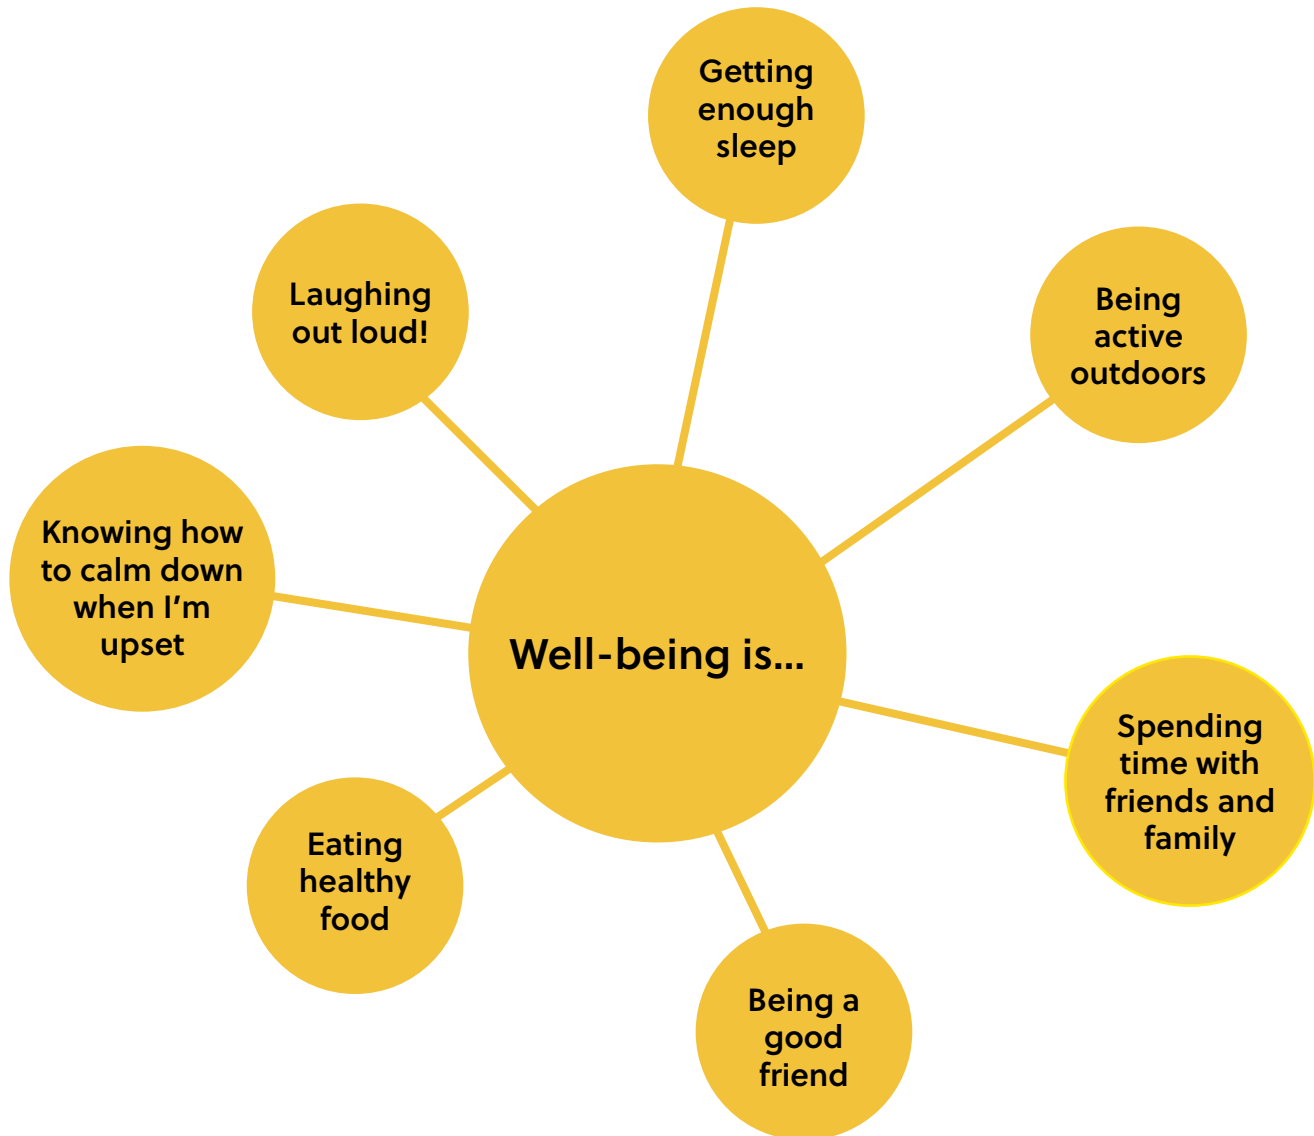 Getting
enough
sleep
Laughing
out loud!
Being
active
outdoors
Knowing how
to calm down
when I'm
upset
Well-being is...
Spending
time with
friends and
family
Eating
healthy
food
Being a
good
friend